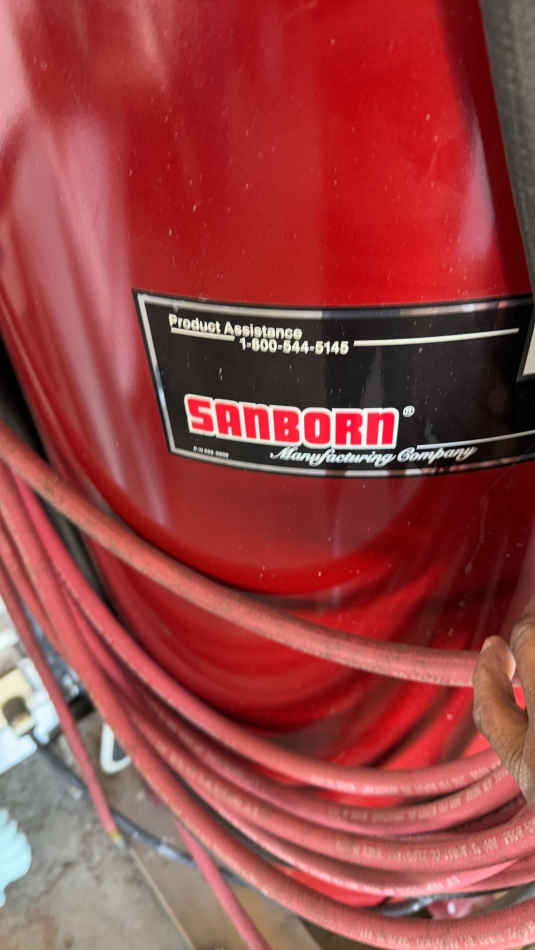 Product Assistance
1-800-544-5145
SANBORN®
Manufacturing Company